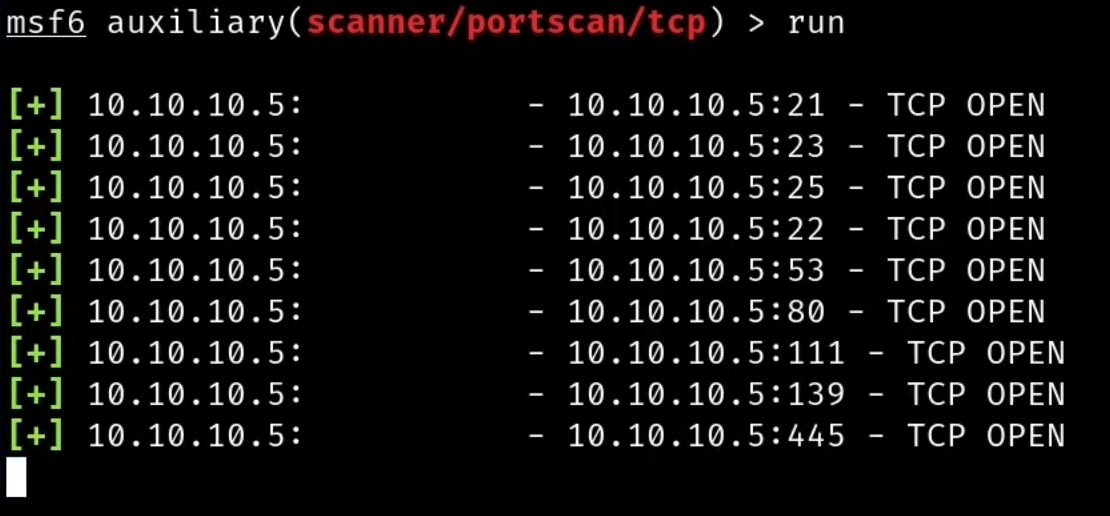 msf6 auxiliary(scanner/portscan/tcp) > run
[+] 10.10.10.5: - 10.10.10.5:21 - TCP OPEN
[+] 10.10.10.5: - 10.10.10.5:23 - TCP OPEN
[+] 10.10.10.5: - 10.10.10.5:25 - TCP OPEN
[+] 10.10.10.5: - 10.10.10.5:22 - TCP OPEN
[+] 10.10.10.5: - 10.10.10.5:53 - TCP OPEN
[+] 10.10.10.5: - 10.10.10.5:80 - TCP OPEN
[+] 10.10.10.5: - 10.10.10.5:111 - TCP OPEN
[+] 10.10.10.5: - 10.10.10.5:139 - TCP OPEN
[+] 10.10.10.5: - 10.10.10.5:445 - TCP OPEN